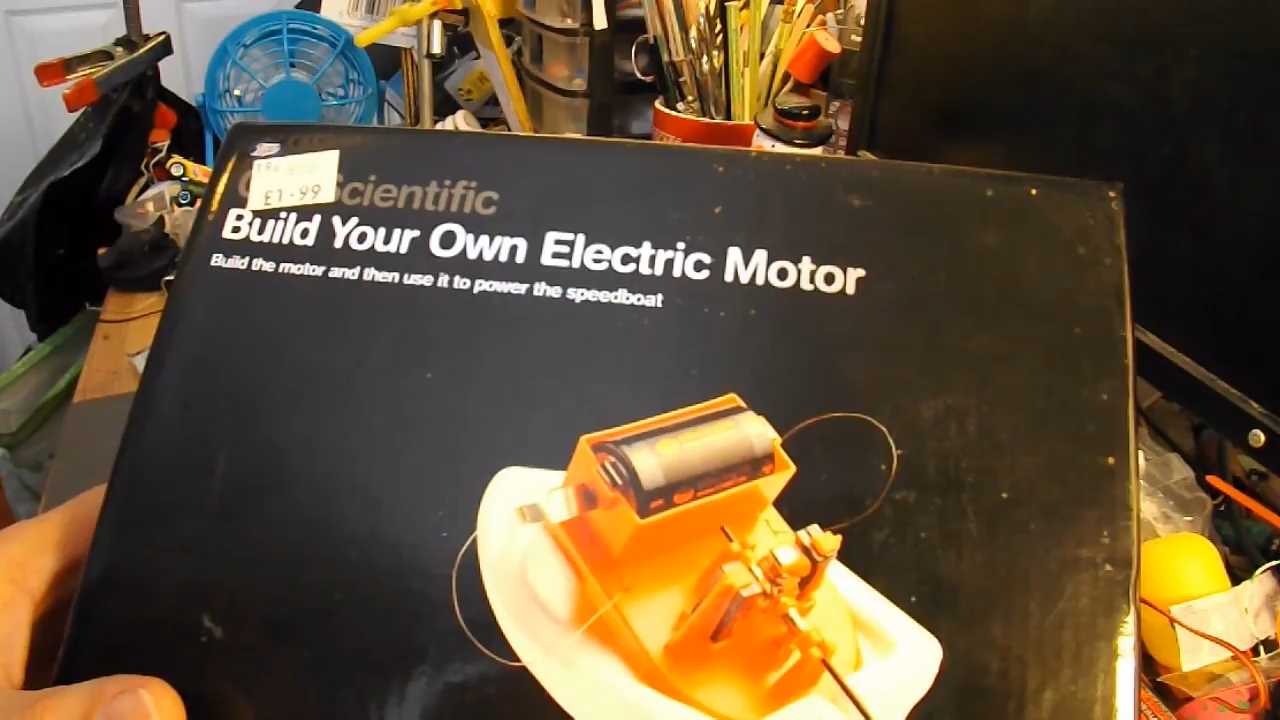 Boots
£1.99
Scientific
Build Your Own Electric Motor
Build the motor and then use it to power the speedboat